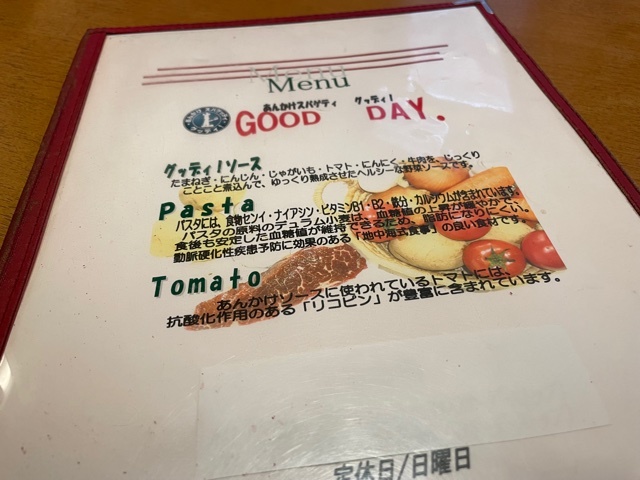 Menu
あんかけスパゲティ グッディ！
GOOD DAY.
グッディ！ソース
たまねぎ・にんじん・じゃがいも・トマト・にんにく・牛肉を、じっくり
ことこと煮込んで、ゆっくり熟成させたヘルシーな野菜ソースです。
Pasta
パスタには、食物センイ・ナイアシン・ビタミンB1・B2・鉄分・カルシウムが含まれています。
パスタの原料のデュラム小麦は、血糖値の上昇が緩やかで、
食後も安定した血糖値が維持できるため、脂肪になりにくい。
動脈硬化性疾患予防に効果のある「地中海式食事」の良い食材です。
Tomato
あんかけソースに使われているトマトには、
抗酸化作用のある「リコピン」が豊富に含まれています。
定休日/日曜日